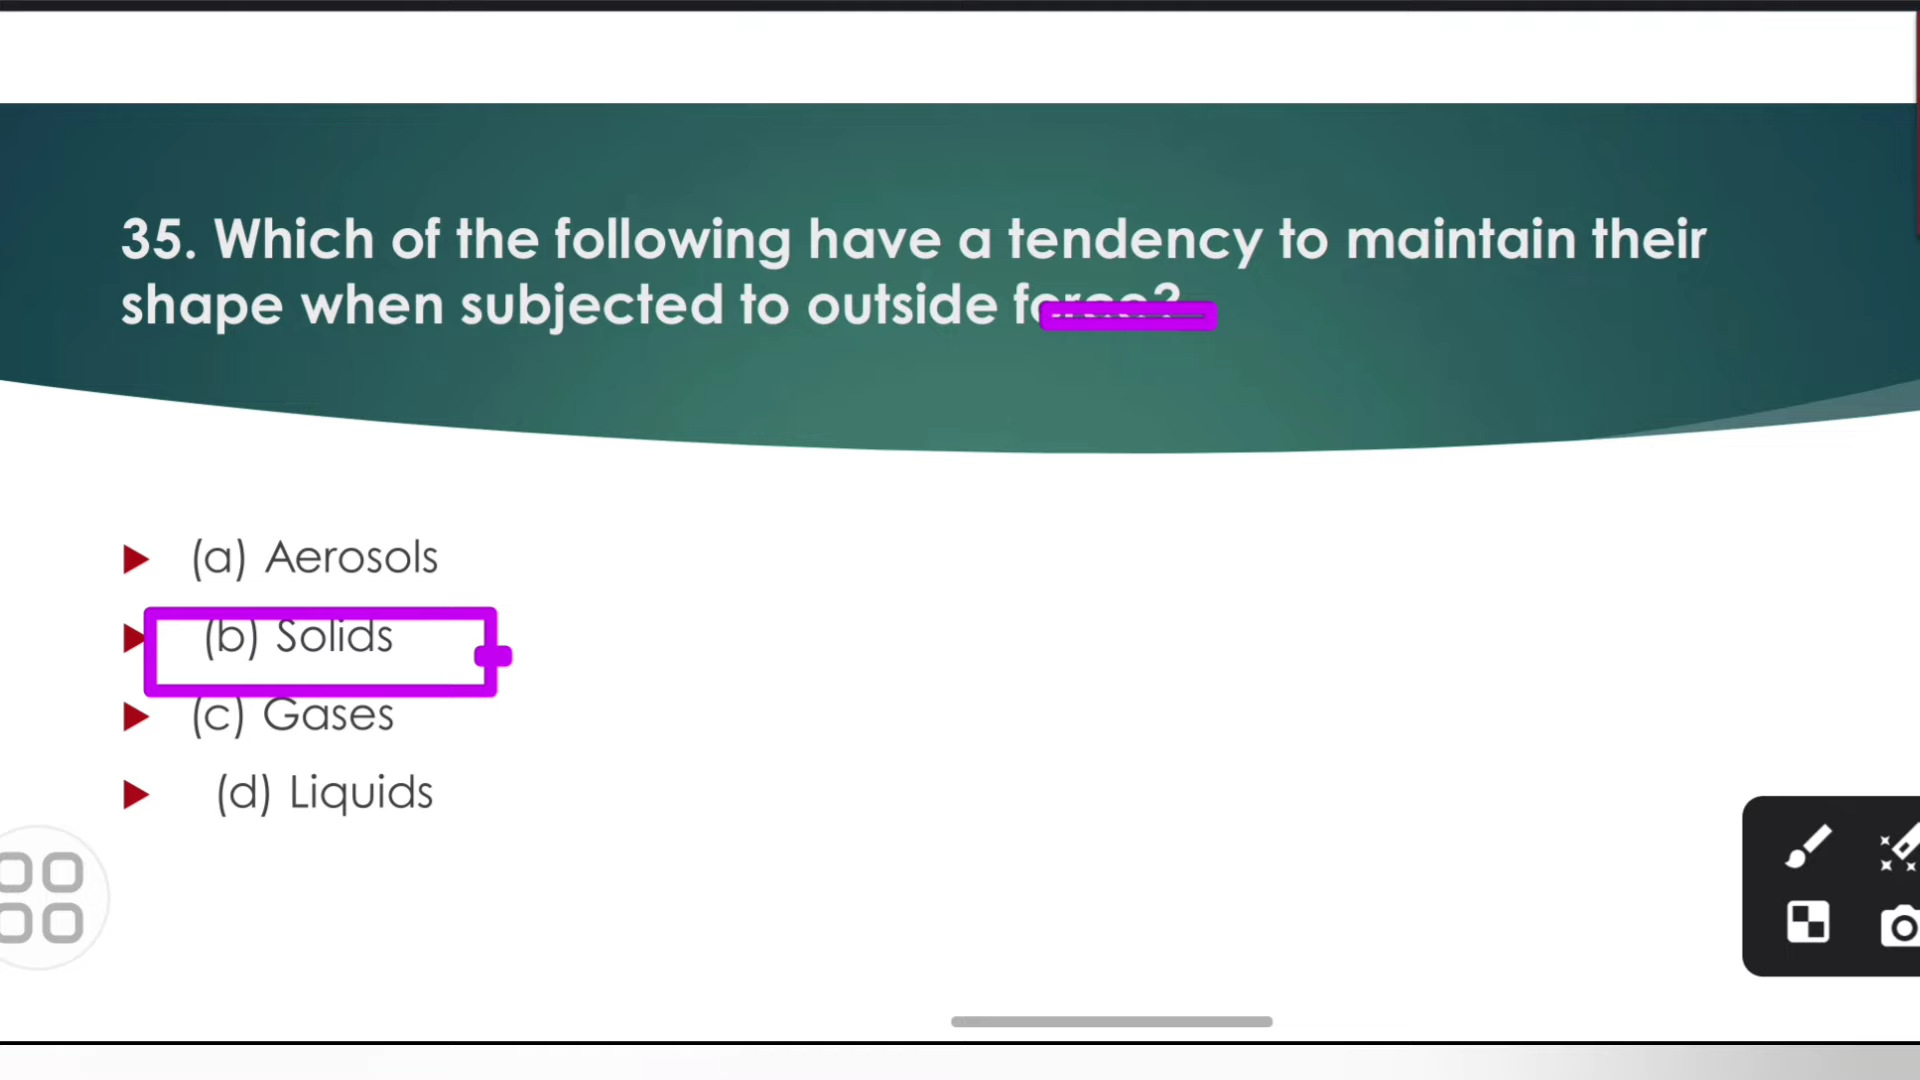 35. Which of the following have a tendency to maintain their
shape when subjected to outside force?
(a) Aerosols
(b) Solids
(c) Gases
(d) Liquids